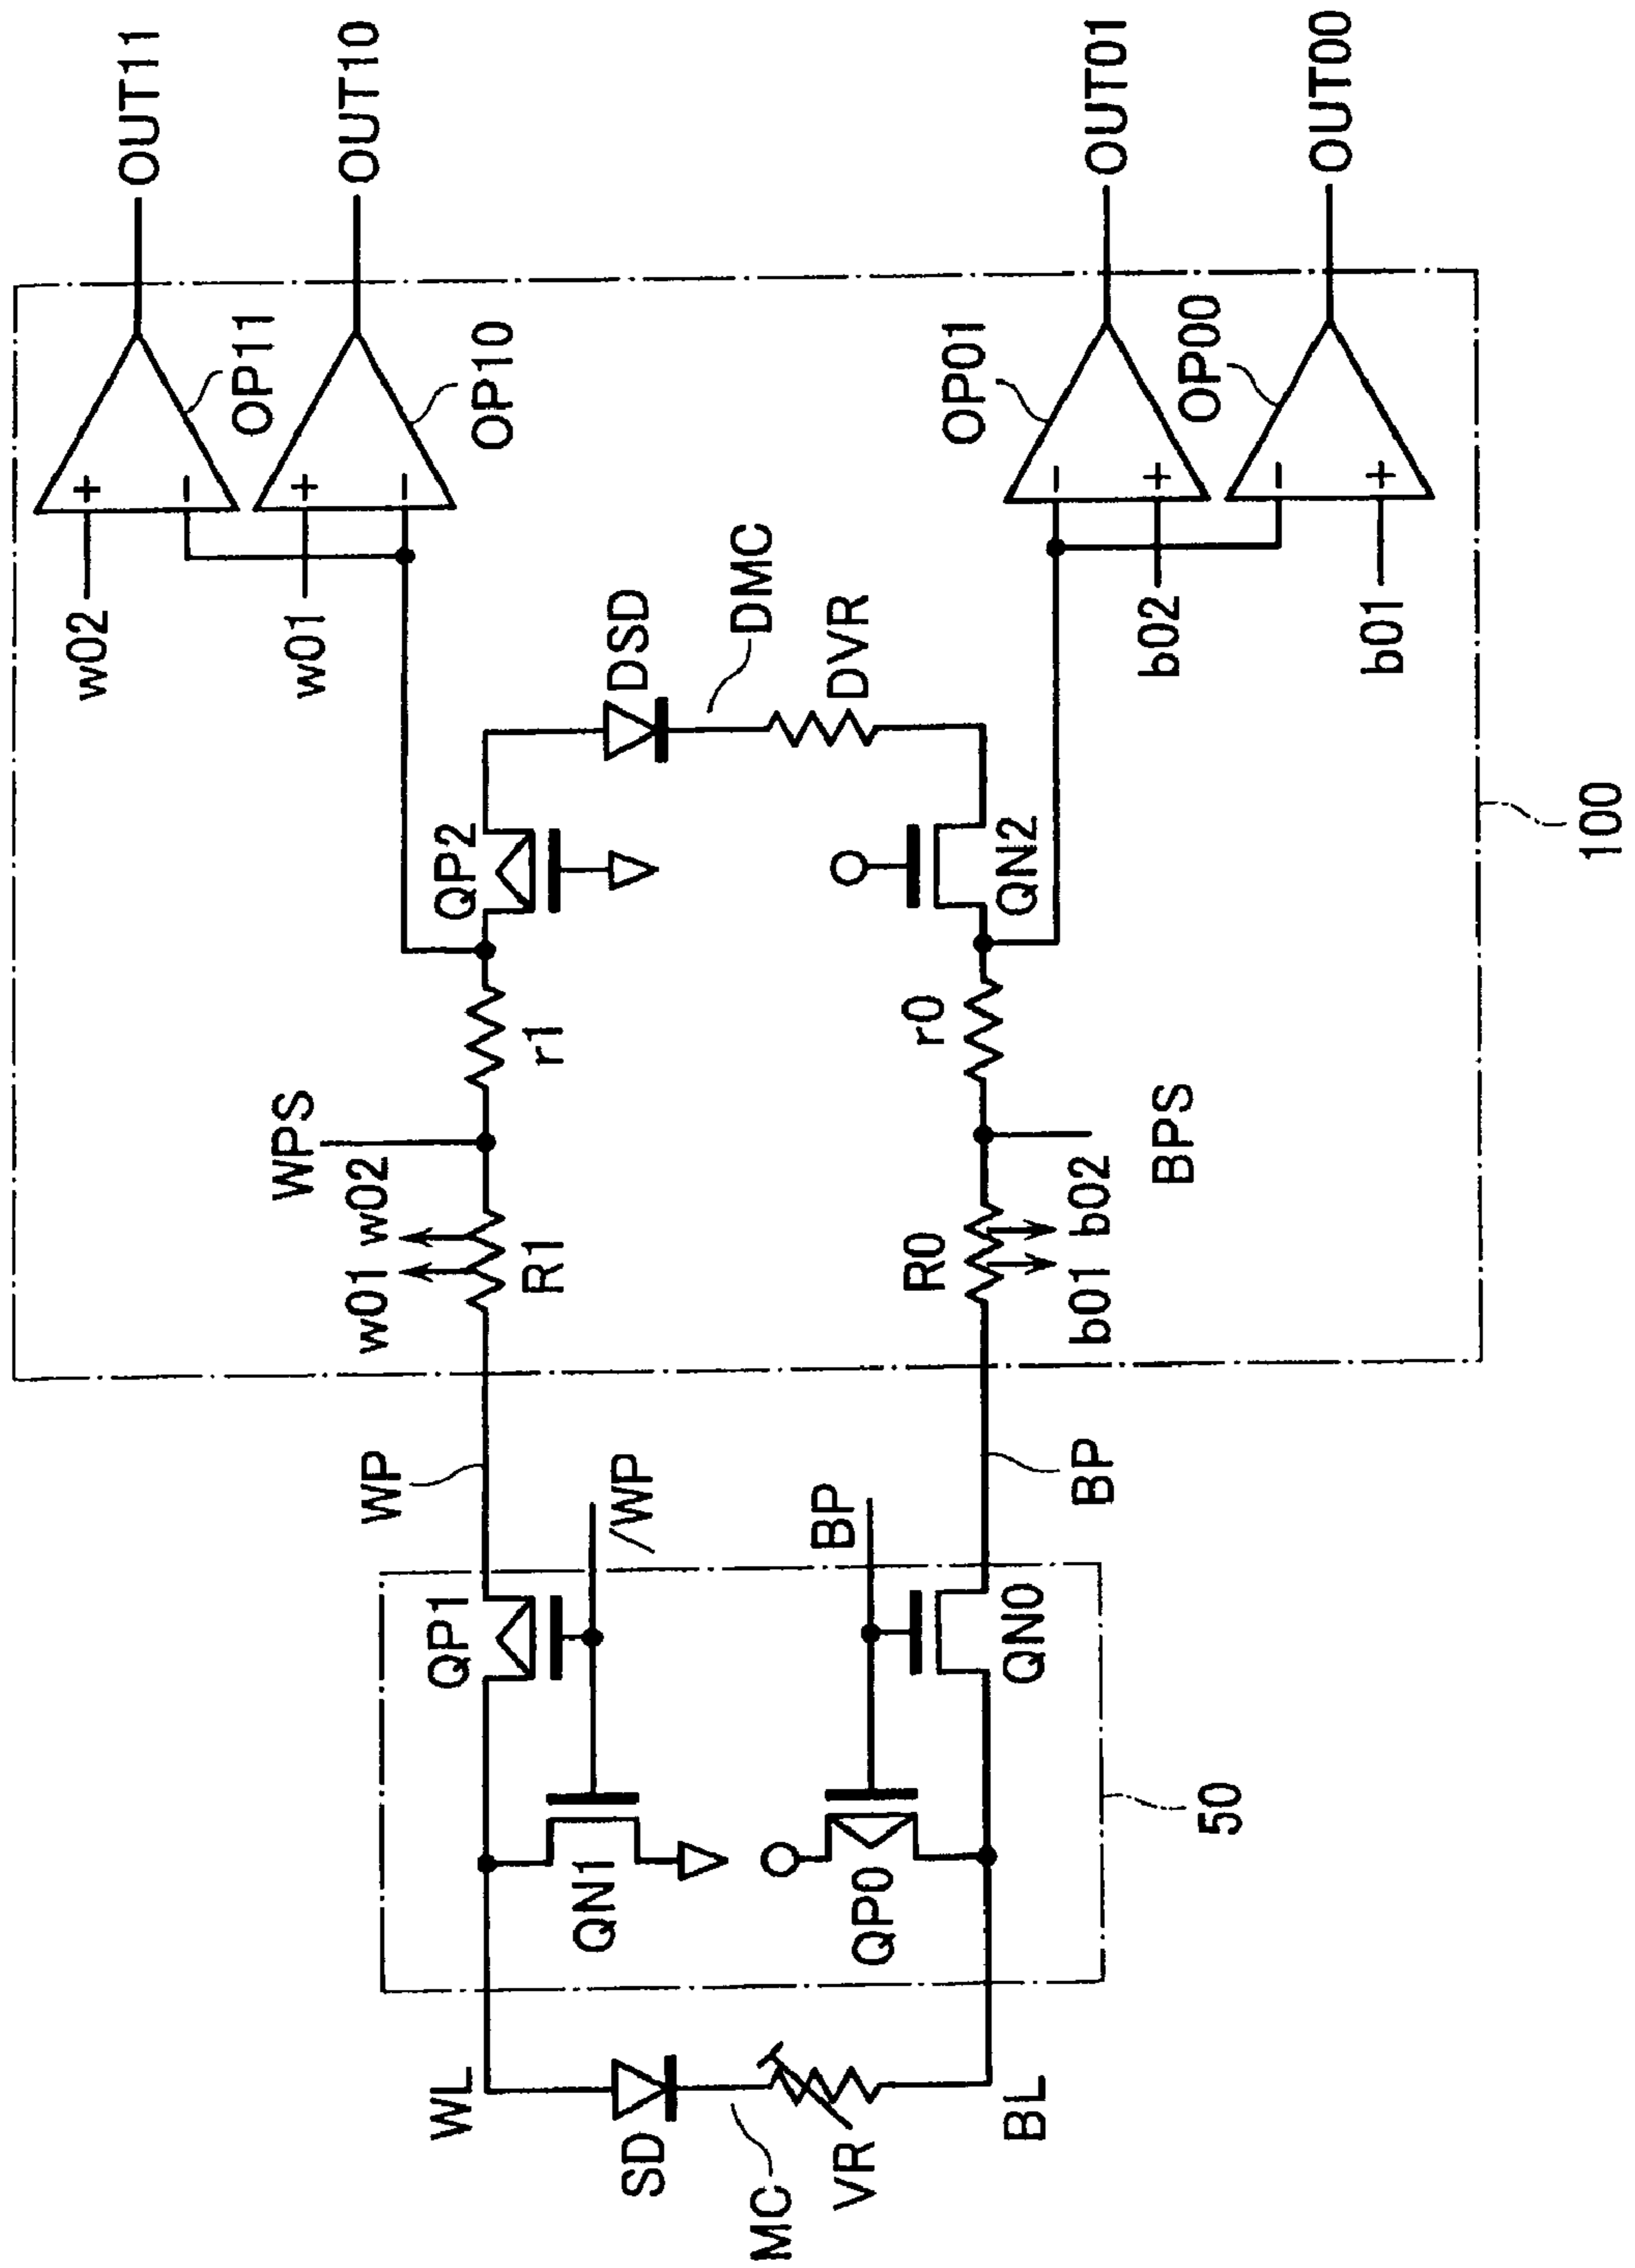 OUT11
OUT10
OUT01
OUT00
OP11
OP10
OP01
OP00
+
−
+
−
−
+
−
+
w02
w01
b02
b01
DSD
DMC
DVR
QP2
QN2
100
r1
r0
WPS
BPS
w01 w02
R1
R0
b01 b02
WP
BP
/WP
BP
QP1
QN0
QN1
QP0
50
WL
SD
MC
VR
BL